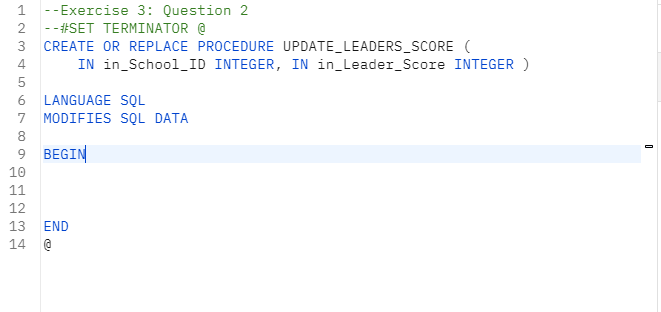 1 --Exercise 3: Question 2
2 --#SET TERMINATOR @
3 CREATE OR REPLACE PROCEDURE UPDATE_LEADERS_SCORE (
4     IN in_School_ID INTEGER, IN in_Leader_Score INTEGER )
5
6 LANGUAGE SQL
7 MODIFIES SQL DATA
8
9 BEGIN
10
11
12
13 END
14 @